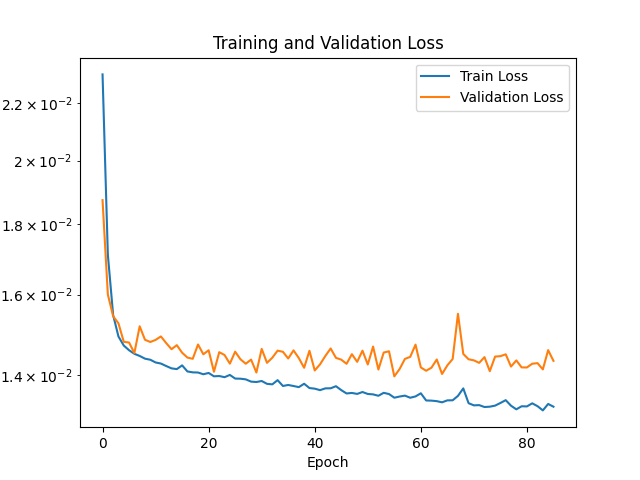 Training and Validation Loss
Train Loss
Validation Loss
2.2 × 10⁻²
2 × 10⁻²
1.8 × 10⁻²
1.6 × 10⁻²
1.4 × 10⁻²
0 20 40 60 80
Epoch